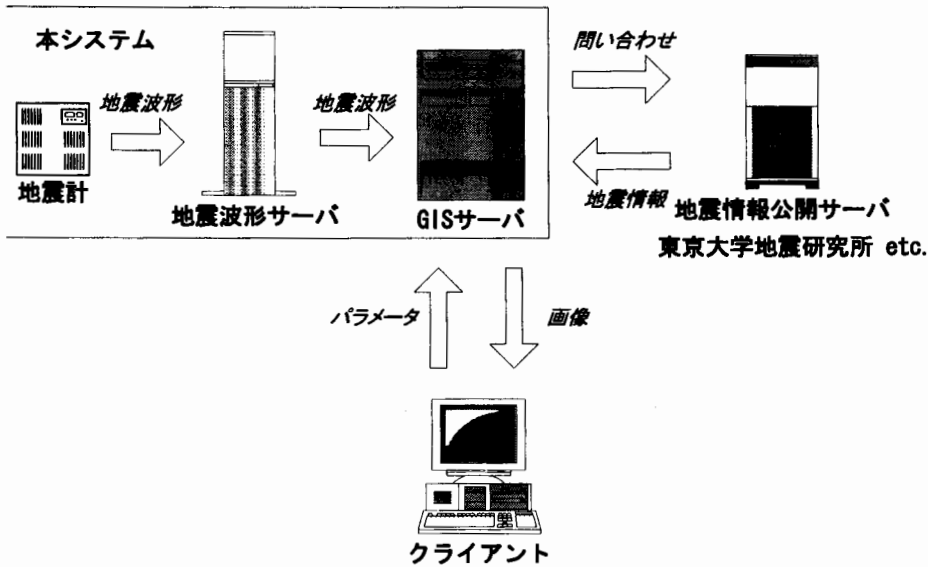 本システム
地震波形
地震波形
地震計
地震波形サーバ
GISサーバ
問い合わせ
地震情報
地震情報公開サーバ
東京大学地震研究所 etc.
パラメータ
画像
クライアント